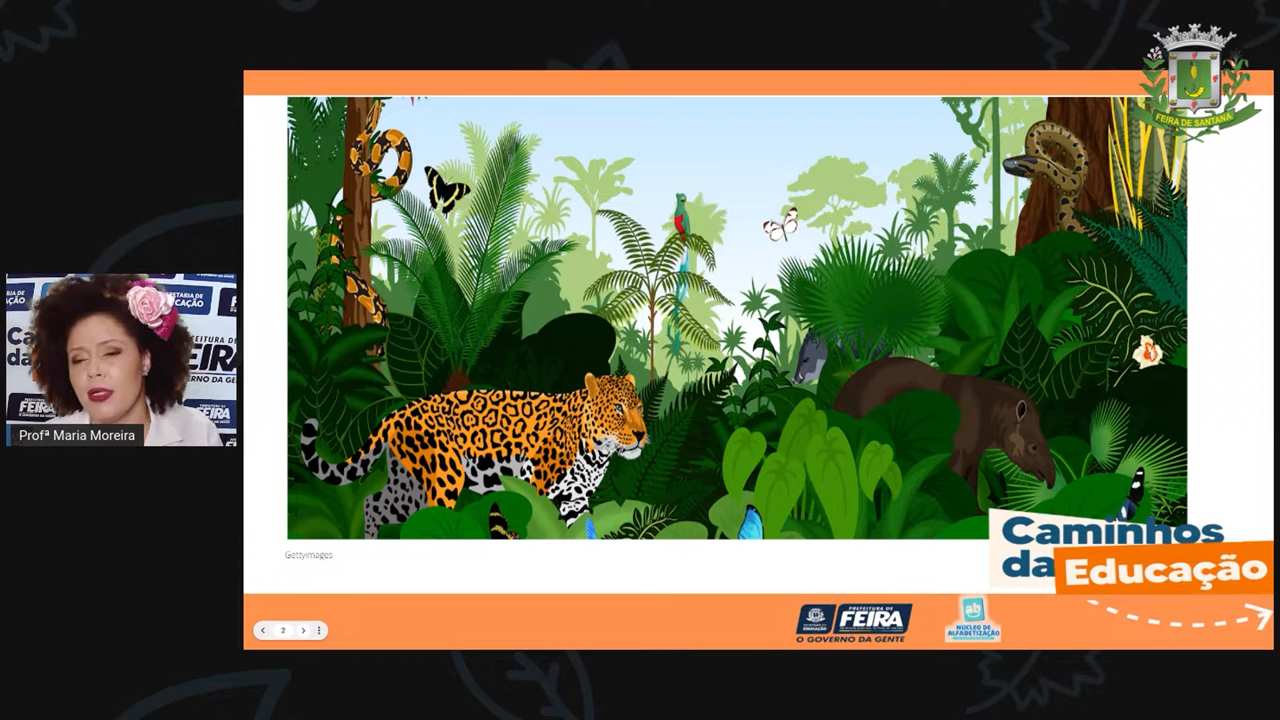 FEIRA DE SANTANA
Profª Maria Moreira
Gettyimages
Caminhos
da Educação
2
PREFEITURA DE
FEIRA
O GOVERNO DA GENTE
ab
NÚCLEO DE
ALFABETIZAÇÃO